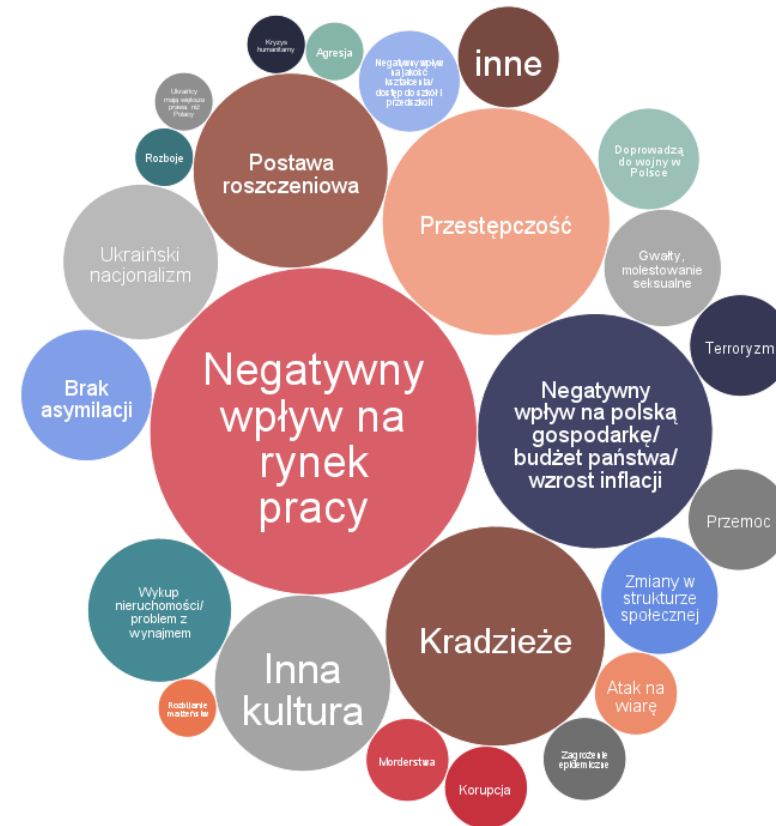 Kryzys
humanitarny
Agresja
Negatywny wpływ
na jakość
kształcenia/
dostęp do szkół i
przedszkoli
inne
Ukraińcy
mają większe
prawa, niż
Polacy
Rozboje
Postawa
roszczeniowa
Przestępczość
Doprowadzą
do wojny w
Polsce
Ukraiński
nacjonalizm
Gwałty,
molestowanie
seksualne
Terroryzm
Brak
asymilacji
Negatywny
wpływ na
rynek
pracy
Negatywny
wpływ na polską
gospodarkę/
budżet państwa/
wzrost inflacji
Przemoc
Wykup
nieruchomości/
problem z
wynajmem
Inna
kultura
Kradzieże
Zmiany w
strukturze
społecznej
Rozbijanie
małżeństw
Atak na
wiarę
Morderstwa
Korupcja
Zagrożenie
epidemiczne